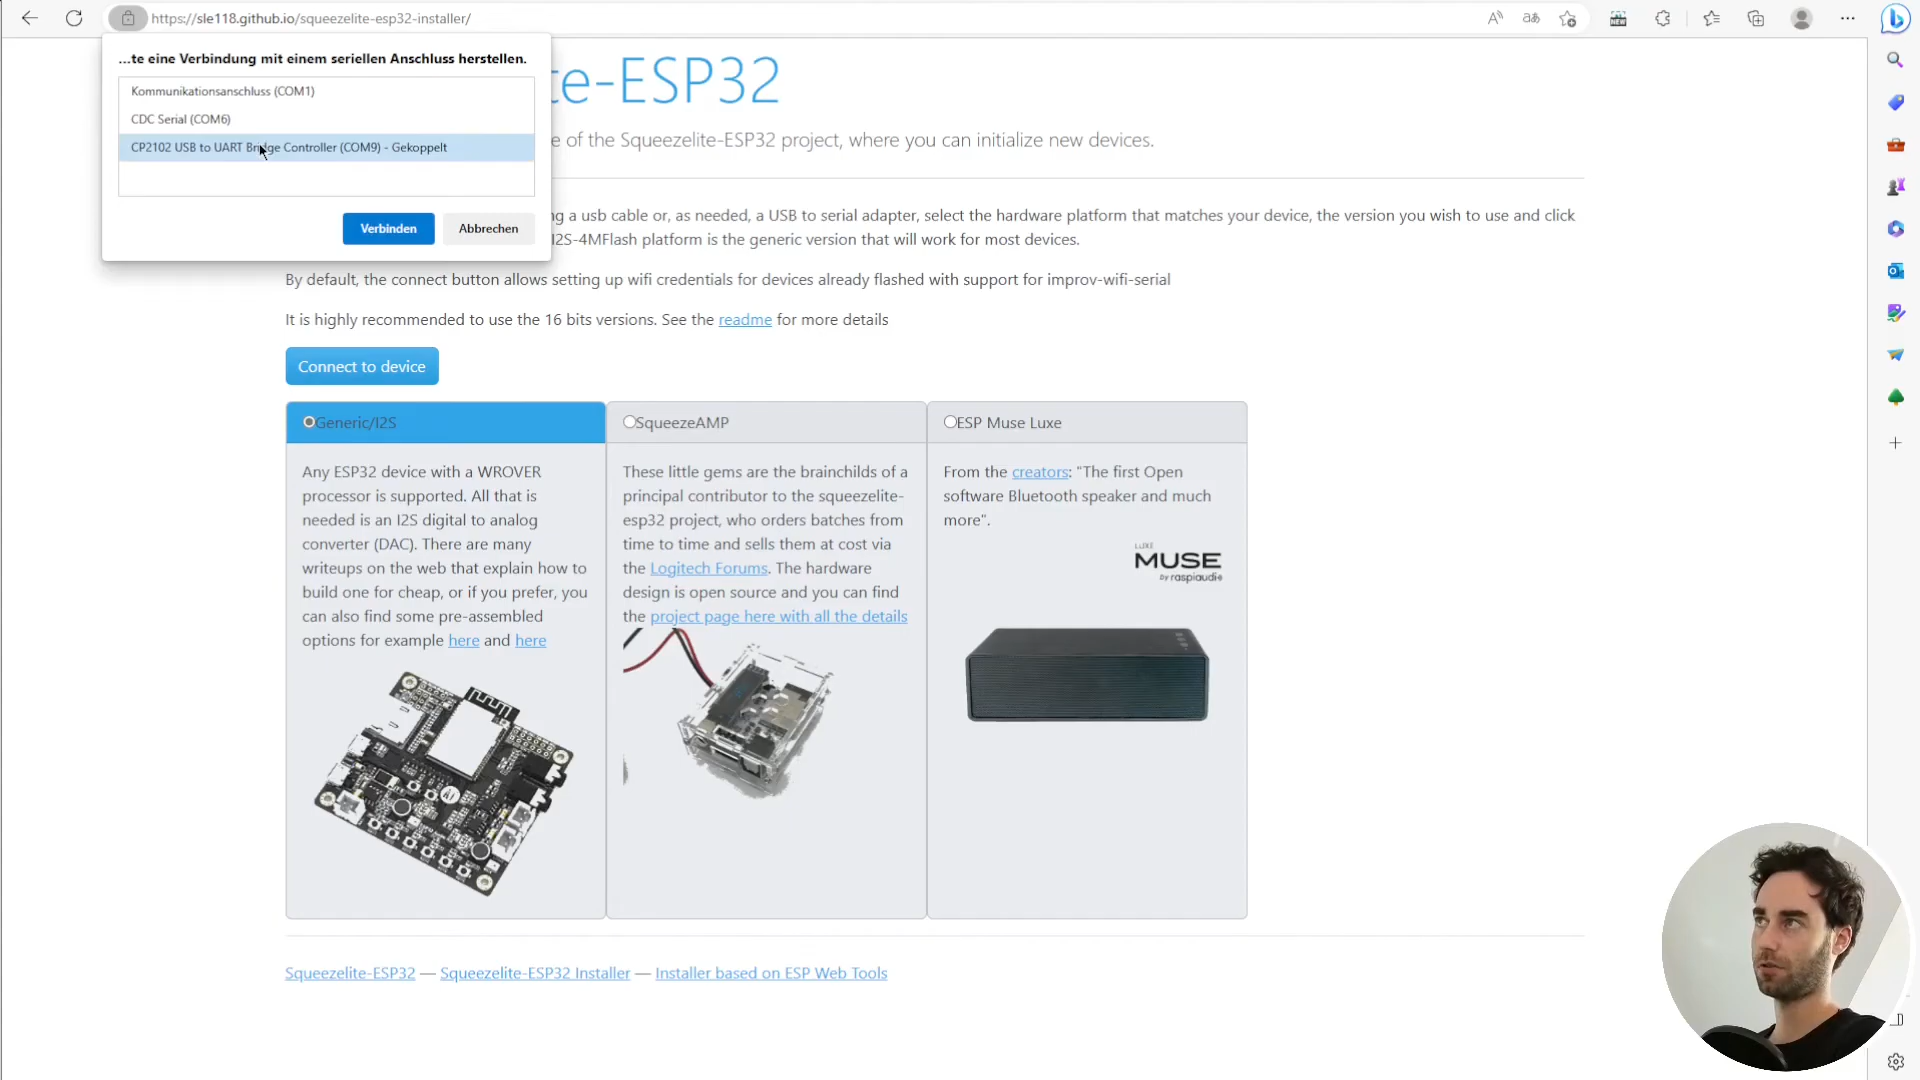 https://sle118.github.io/squeezelite-esp32-installer/
...te eine Verbindung mit einem seriellen Anschluss herstellen.
Kommunikationsanschluss (COM1)
CDC Serial (COM6)
CP2102 USB to UART Bridge Controller (COM9) - Gekoppelt
Verbinden
Abbrechen
te-ESP32
e of the Squeezelite-ESP32 project, where you can initialize new devices.
ng a usb cable or, as needed, a USB to serial adapter, select the hardware platform that matches your device, the version you wish to use and click
I2S-4MFlash platform is the generic version that will work for most devices.
By default, the connect button allows setting up wifi credentials for devices already flashed with support for improv-wifi-serial
It is highly recommended to use the 16 bits versions. See the readme for more details
Connect to device
Generic/I2S
Any ESP32 device with a WROVER
processor is supported. All that is
needed is an I2S digital to analog
converter (DAC). There are many
writeups on the web that explain how to
build one for cheap, or if you prefer, you
can also find some pre-assembled
options for example here and here
AI
SqueezeAMP
These little gems are the brainchilds of a
principal contributor to the squeezelite-
esp32 project, who orders batches from
time to time and sells them at cost via
the Logitech Forums. The hardware
design is open source and you can find
the project page here with all the details
ESP Muse Luxe
From the creators: "The first Open
software Bluetooth speaker and much
more".
LUXE
MUSE
by raspiaudio
Squeezelite-ESP32 — Squeezelite-ESP32 Installer — Installer based on ESP Web Tools